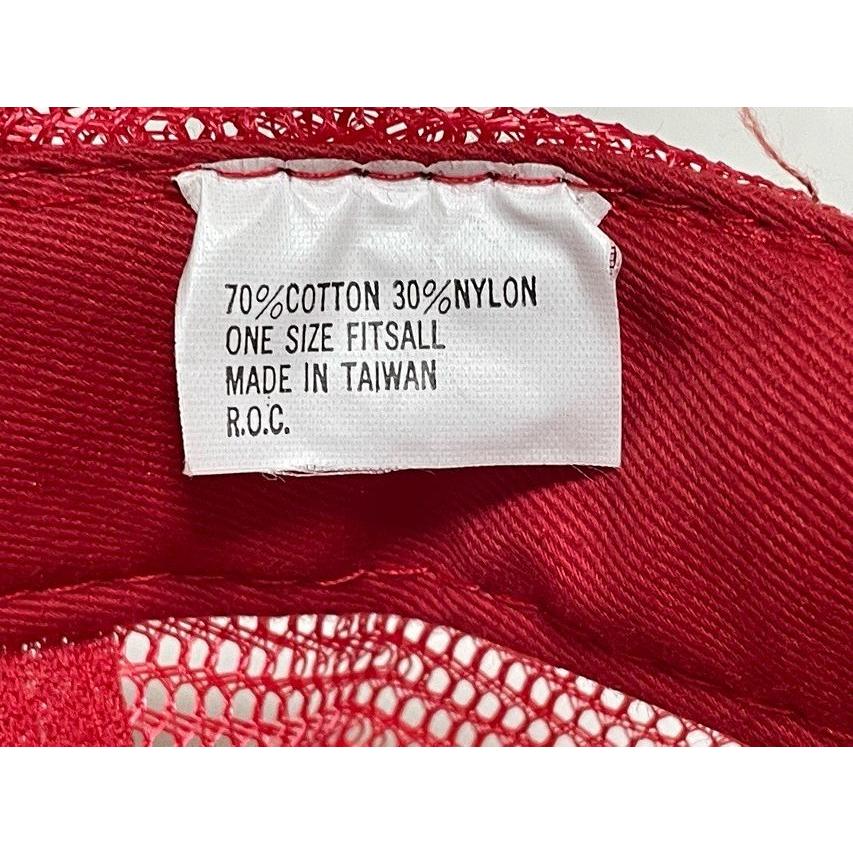 70%COTTON 30%NYLON
ONE SIZE FITSALL
MADE IN TAIWAN
R.O.C.